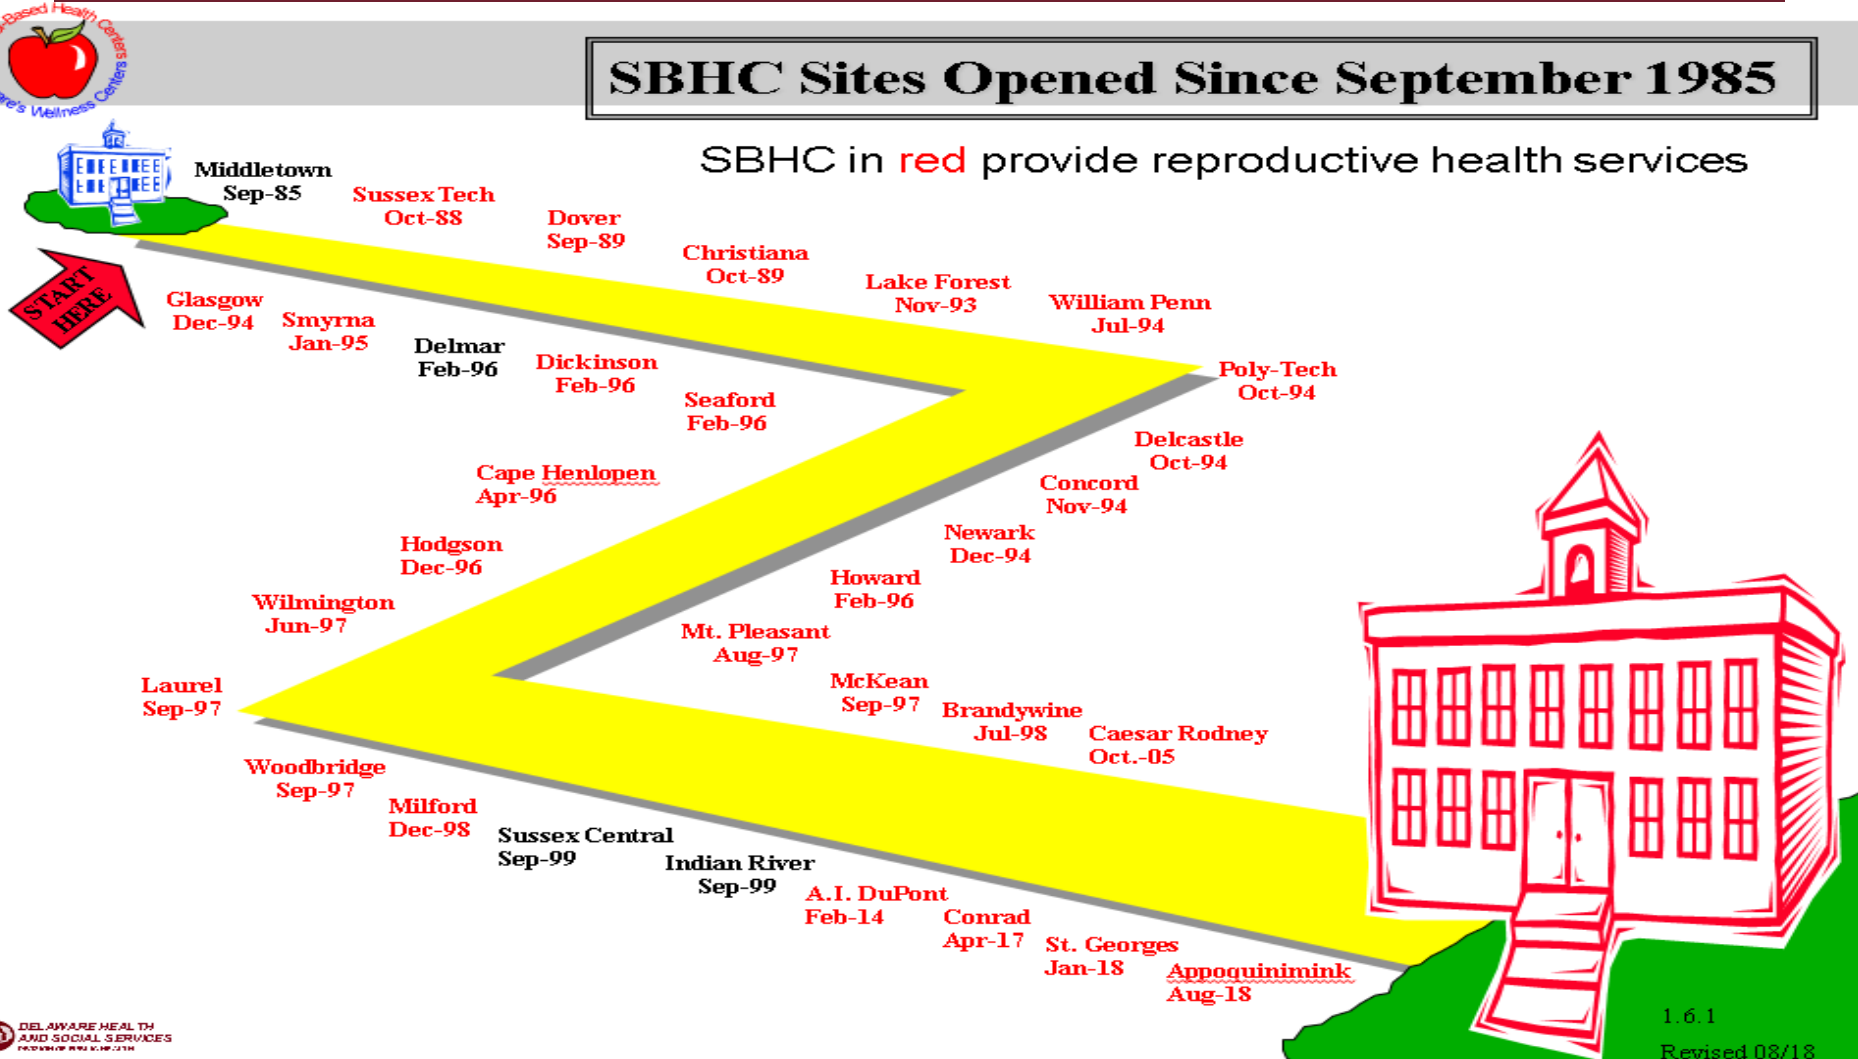 -Based Health Centers
are's Wellness Centers
SBHC Sites Opened Since September 1985
SBHC in red provide reproductive health services
START
HERE
Middletown
Sep-85
Sussex Tech
Oct-88
Dover
Sep-89
Christiana
Oct-89
Lake Forest
Nov-93
William Penn
Jul-94
Poly-Tech
Oct-94
Delcastle
Oct-94
Concord
Nov-94
Newark
Dec-94
Glasgow
Dec-94
Smyrna
Jan-95
Delmar
Feb-96
Dickinson
Feb-96
Seaford
Feb-96
Howard
Feb-96
Cape Henlopen
Apr-96
Hodgson
Dec-96
Wilmington
Jun-97
Mt. Pleasant
Aug-97
Laurel
Sep-97
McKean
Sep-97
Brandywine
Jul-98
Caesar Rodney
Oct.-05
Woodbridge
Sep-97
Milford
Dec-98
Sussex Central
Sep-99
Indian River
Sep-99
A.I. DuPont
Feb-14
Conrad
Apr-17
St. Georges
Jan-18
Appoquinimink
Aug-18
DELAWARE HEALTH
AND SOCIAL SERVICES
1.6.1
Revised 08/18